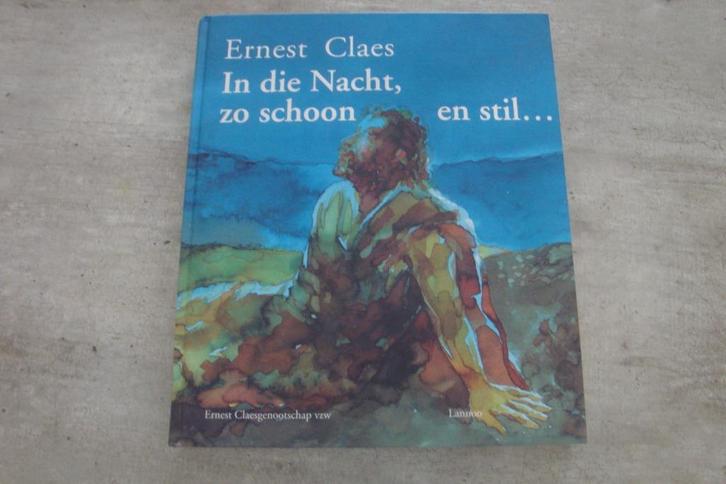 Ernest Claes
In die Nacht,
zo schoon en stil...
Ernest Claesgenootschap vzw
Lannoo